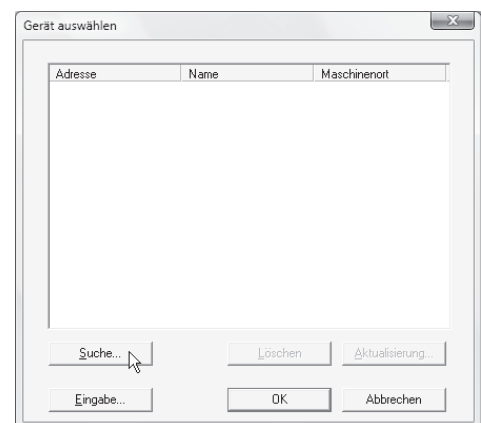 Gerät auswählen
Adresse Name Maschinenort
Suche... Löschen Aktualisierung...
Eingabe... OK Abbrechen